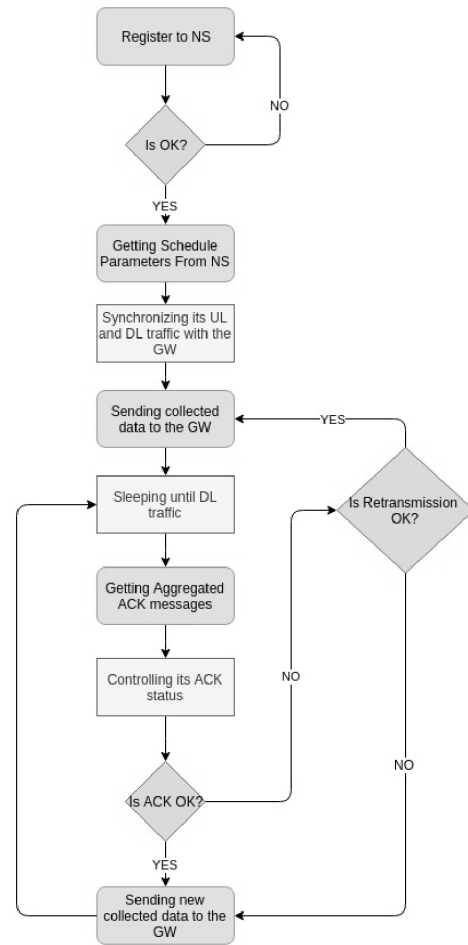 Register to NS
NO
Is OK?
YES
Getting Schedule
Parameters From NS
Synchronizing its UL
and DL traffic with the
GW
Sending collected
data to the GW
YES
Sleeping until DL
traffic
Is Retransmission
OK?
Getting Aggregated
ACK messages
Controlling its ACK
status
NO
NO
Is ACK OK?
YES
Sending new
collected data to the
GW